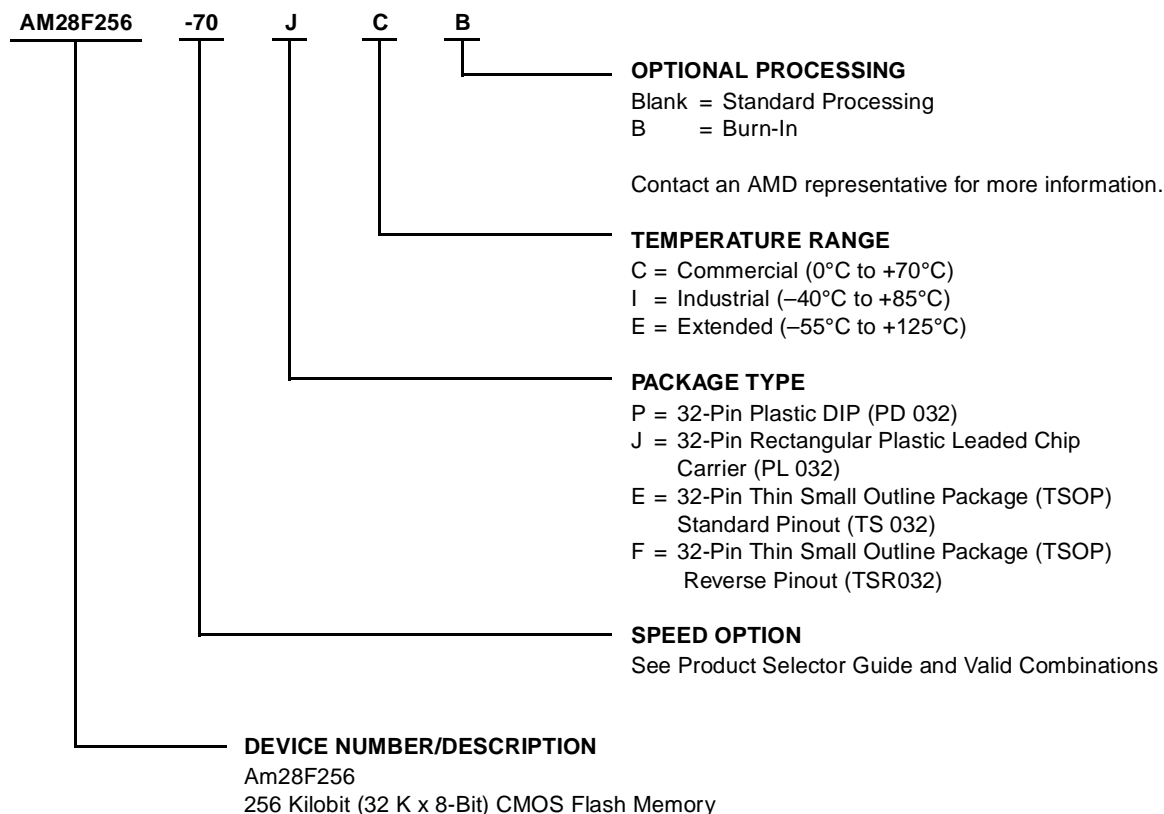 AM28F256 -70 J C B
OPTIONAL PROCESSING
Blank = Standard Processing
B = Burn-In
Contact an AMD representative for more information.
TEMPERATURE RANGE
C = Commercial (0°C to +70°C)
I = Industrial (–40°C to +85°C)
E = Extended (–55°C to +125°C)
PACKAGE TYPE
P = 32-Pin Plastic DIP (PD 032)
J = 32-Pin Rectangular Plastic Leaded Chip
Carrier (PL 032)
E = 32-Pin Thin Small Outline Package (TSOP)
Standard Pinout (TS 032)
F = 32-Pin Thin Small Outline Package (TSOP)
Reverse Pinout (TSR032)
SPEED OPTION
See Product Selector Guide and Valid Combinations
DEVICE NUMBER/DESCRIPTION
Am28F256
256 Kilobit (32 K x 8-Bit) CMOS Flash Memory